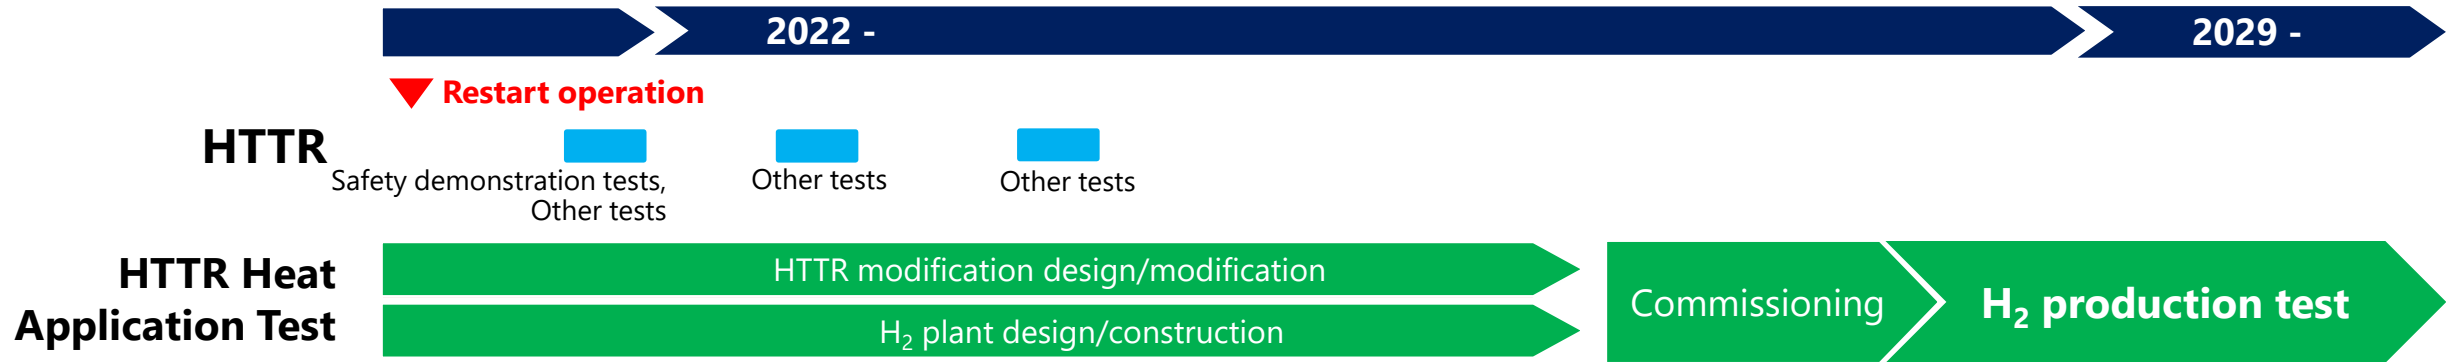 2022 -
2029 -
Restart operation
HTTR
Safety demonstration tests,
Other tests
Other tests
Other tests
HTTR Heat
Application Test
HTTR modification design/modification
H₂ plant design/construction
Commissioning
H₂ production test